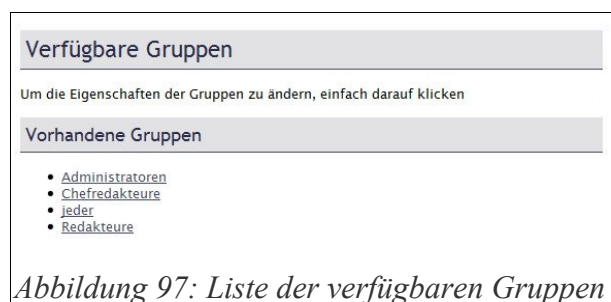 Verfügbare Gruppen
Um die Eigenschaften der Gruppen zu ändern, einfach darauf klicken
Vorhandene Gruppen
Administratoren
Chefredakteure
jeder
Redakteure
Abbildung 97: Liste der verfügbaren Gruppen